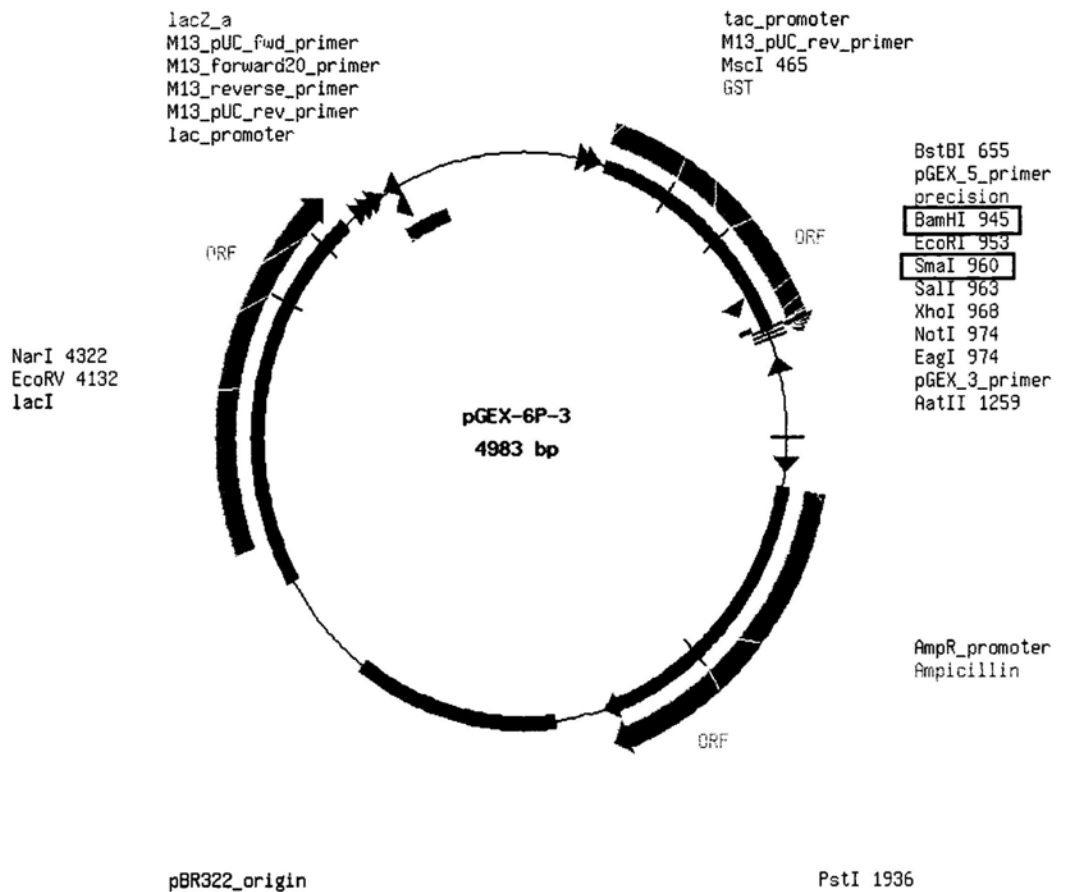 lacZ_a
M13_pUC_fwd_primer
M13_forward20_primer
M13_reverse_primer
M13_pUC_rev_primer
lac_promoter
tac_promoter
M13_pUC_rev_primer
MscI 465
GST
BstBI 655
pGEX_5_primer
precision
BamHI 945
EcoRI 953
SmaI 960
SalI 963
XhoI 968
NotI 974
EagI 974
pGEX_3_primer
AatII 1259
ORF
ORF
NarI 4322
EcoRV 4132
lacI
pGEX-6P-3
4983 bp
AmpR_promoter
Ampicillin
ORF
pBR322_origin
PstI 1936